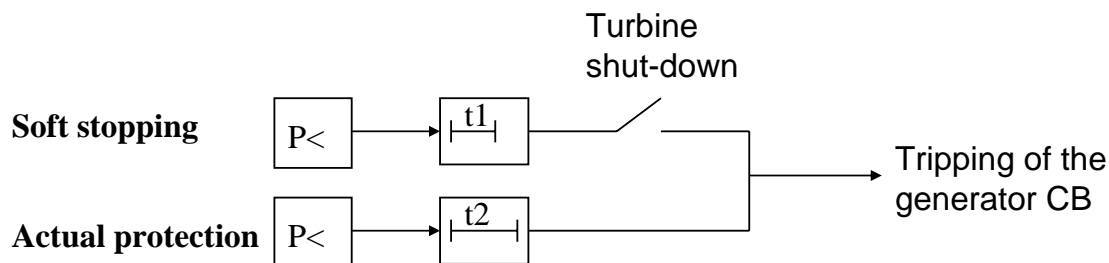 Turbine
shut-down
Soft stopping
P<
t1
Tripping of the
generator CB
Actual protection
P<
t2